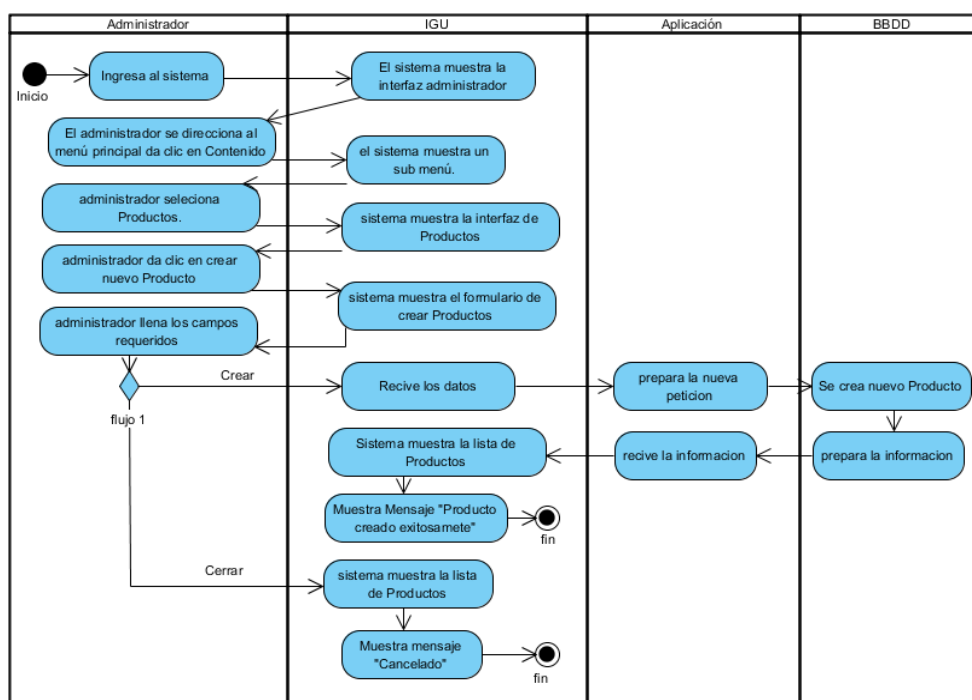 Administrador
IGU
Aplicación
BBDD
Inicio
Ingresa al sistema
El sistema muestra la
interfaz administrador
El administrador se direcciona al
menú principal da clic en Contenido
el sistema muestra un
sub menú.
administrador seleciona
Productos.
sistema muestra la interfaz de
Productos
administrador da clic en crear
nuevo Producto
sistema muestra el formulario de
crear Productos
administrador llena los campos
requeridos
flujo 1
Crear
Recive los datos
prepara la nueva
peticion
Se crea nuevo Producto
prepara la informacion
recive la informacion
Sistema muestra la lista de
Productos
Muestra Mensaje "Producto
creado exitosamete"
fin
Cerrar
sistema muestra la lista
de Productos
Muestra mensaje
"Cancelado"
fin